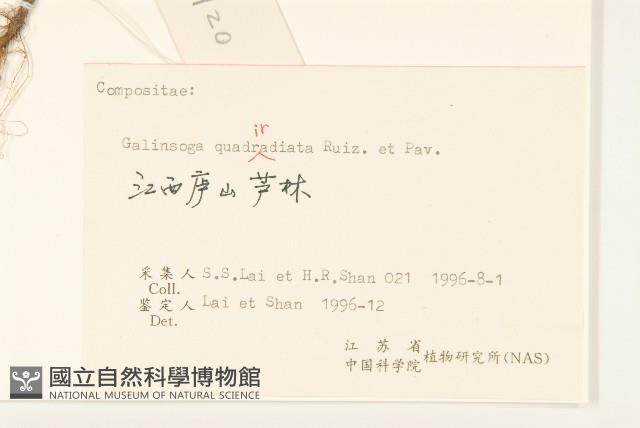 /20
Compositae:
ir
Galinsoga quadradiata Ruiz. et Pav.
江西庐山芦林
采集人 S.S.Lai et H.R.Shan 021 1996-8-1
Coll.
鉴定人 Lai et Shan 1996-12
Det.
江苏省
中国科学院 植物研究所(NAS)
國立自然科學博物館
NATIONAL MUSEUM OF NATURAL SCIENCE